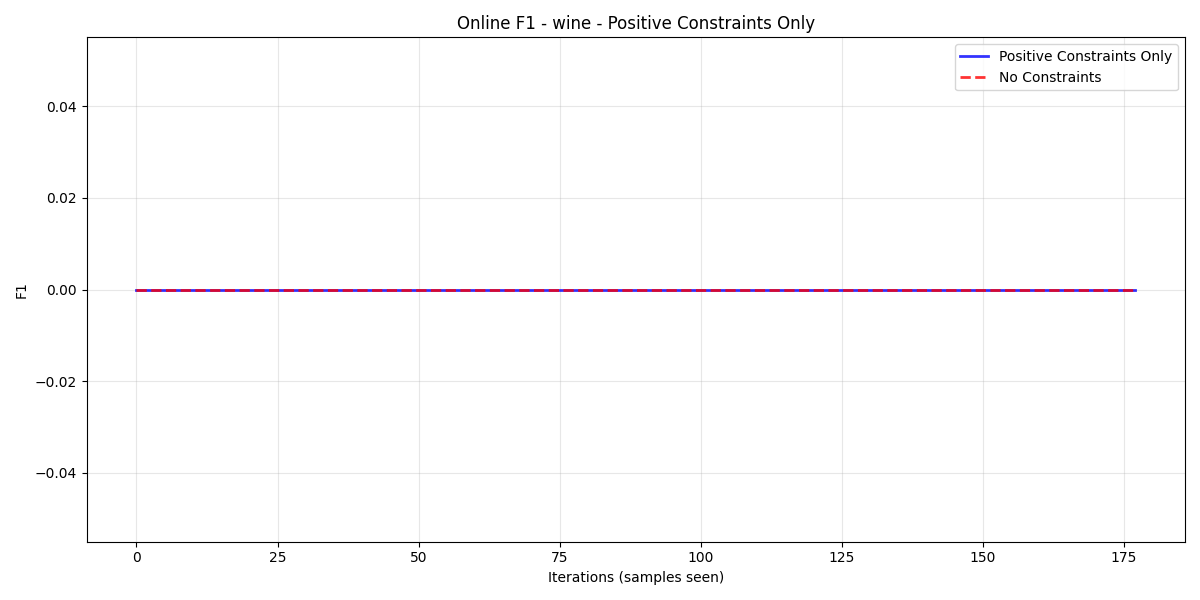 Online F1 - wine - Positive Constraints Only
Positive Constraints Only
No Constraints
0.04
0.02
0.00
−0.02
−0.04
F1
0 25 50 75 100 125 150 175
Iterations (samples seen)